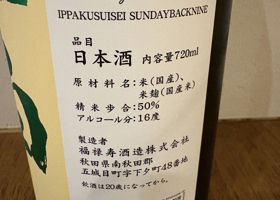 IPPAKUSUISEI SUNDAYBACKNINE
品目
日本酒 内容量720ml
原材料名:米(国産)、
米麹(国産米)
精米歩合:50%
アルコール分:16度
製造者
福禄寿酒造株式会社
秋田県南秋田郡
五城目町字下タ町48番地
飲酒は20歳になってから。